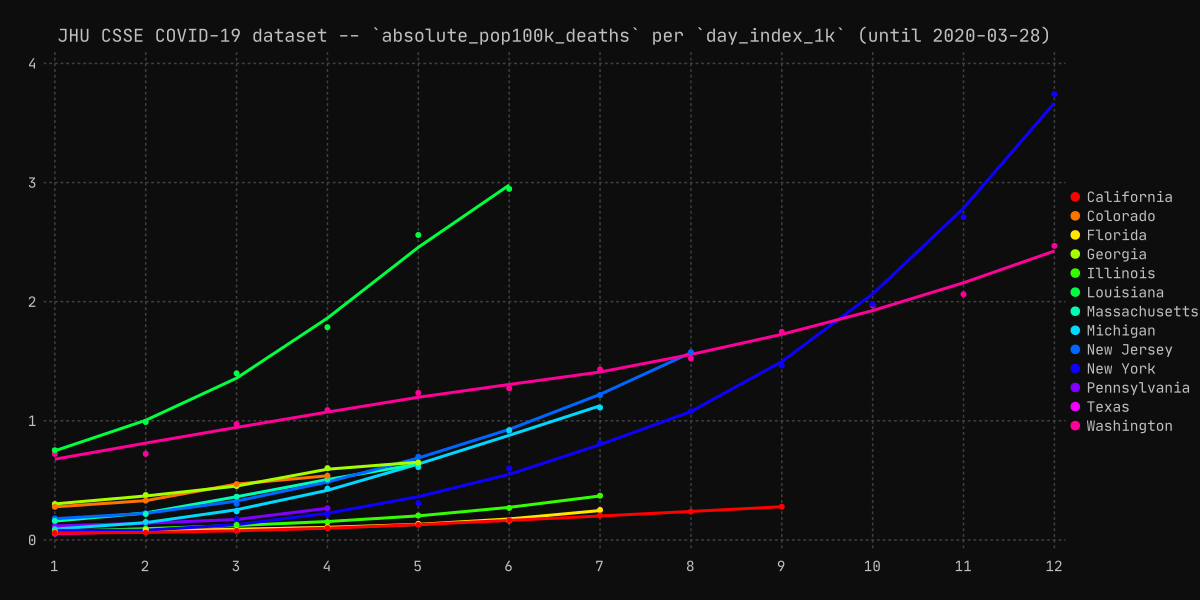 JHU CSSE COVID-19 dataset -- `absolute_pop100k_deaths` per `day_index_1k` (until 2020-03-28)
4
3
2
1
0
1 2 3 4 5 6 7 8 9 10 11 12
California
Colorado
Florida
Georgia
Illinois
Louisiana
Massachusetts
Michigan
New Jersey
New York
Pennsylvania
Texas
Washington